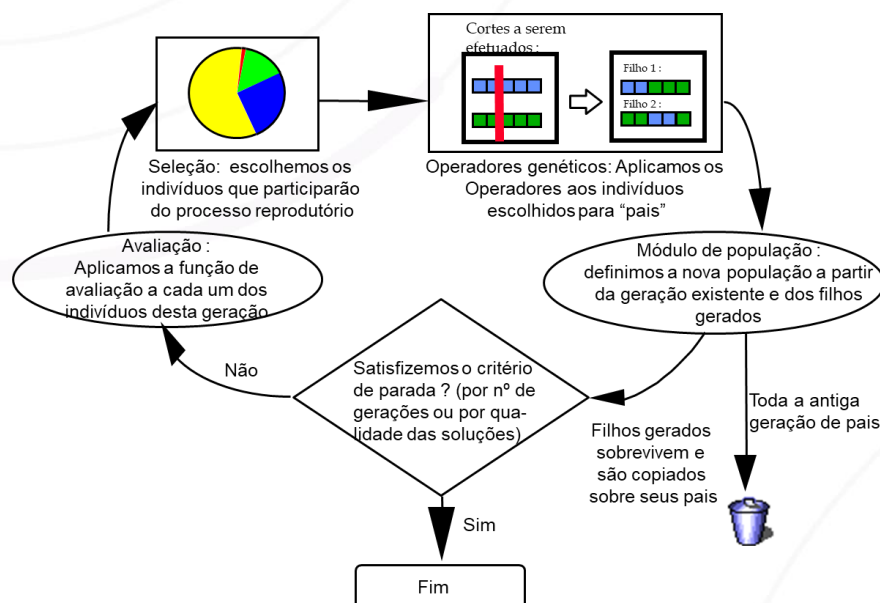 Cortes a serem
efetuados :
Filho 1 :
Filho 2 :
Seleção: escolhemos os
indivíduos que participarão
do processo reprodutório
Operadores genéticos: Aplicamos os
Operadores aos indivíduos
escolhidos para “pais”
Avaliação :
Aplicamos a função de
avaliação a cada um dos
indivíduos desta geração
Módulo de população :
definimos a nova população a partir
da geração existente e dos filhos
gerados
Não
Satisfizemos o critério
de parada ? (por nº de
gerações ou por qua-
lidade das soluções)
Filhos gerados
sobrevivem e
são copiados
sobre seus pais
Toda a antiga
geração de pais
Sim
Fim